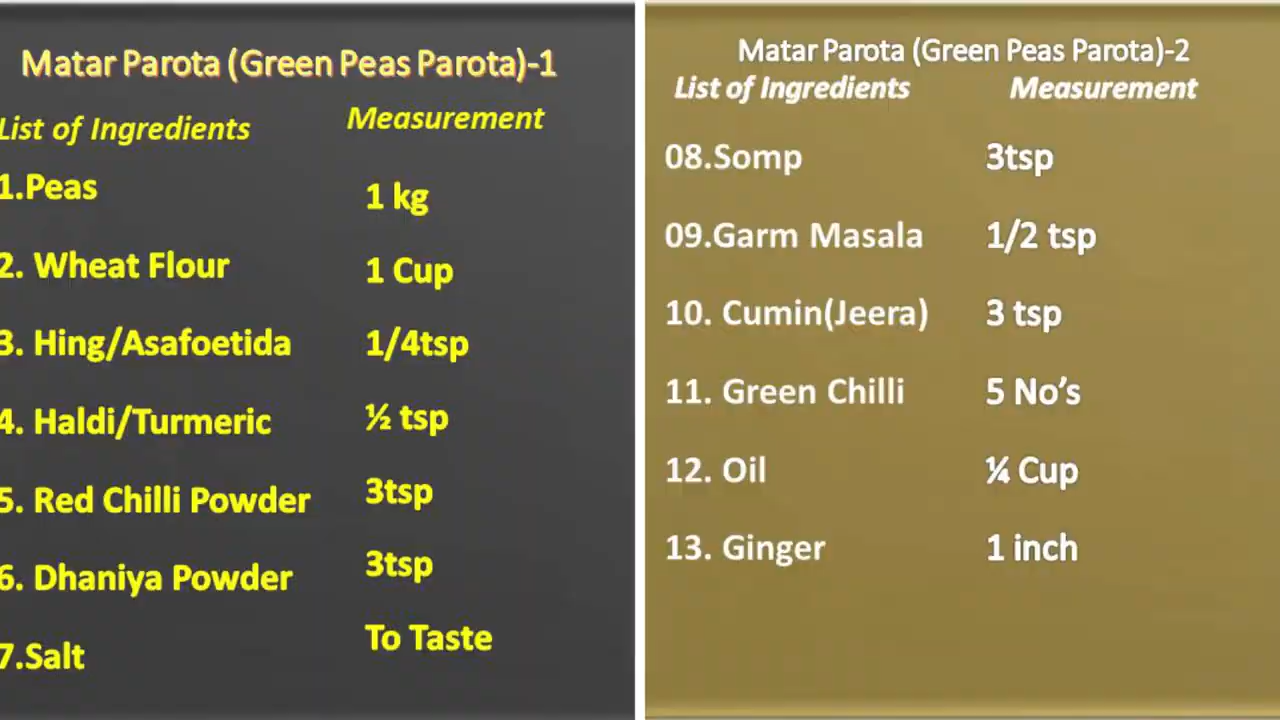 Matar Parota (Green Peas Parota)-1
List of Ingredients Measurement
1.Peas 1 kg
2. Wheat Flour 1 Cup
3. Hing/Asafoetida 1/4tsp
4. Haldi/Turmeric ½ tsp
5. Red Chilli Powder 3tsp
6. Dhaniya Powder 3tsp
7.Salt To Taste
Matar Parota (Green Peas Parota)-2
List of Ingredients Measurement
08.Somp 3tsp
09.Garm Masala 1/2 tsp
10. Cumin(Jeera) 3 tsp
11. Green Chilli 5 No's
12. Oil ¼ Cup
13. Ginger 1 inch